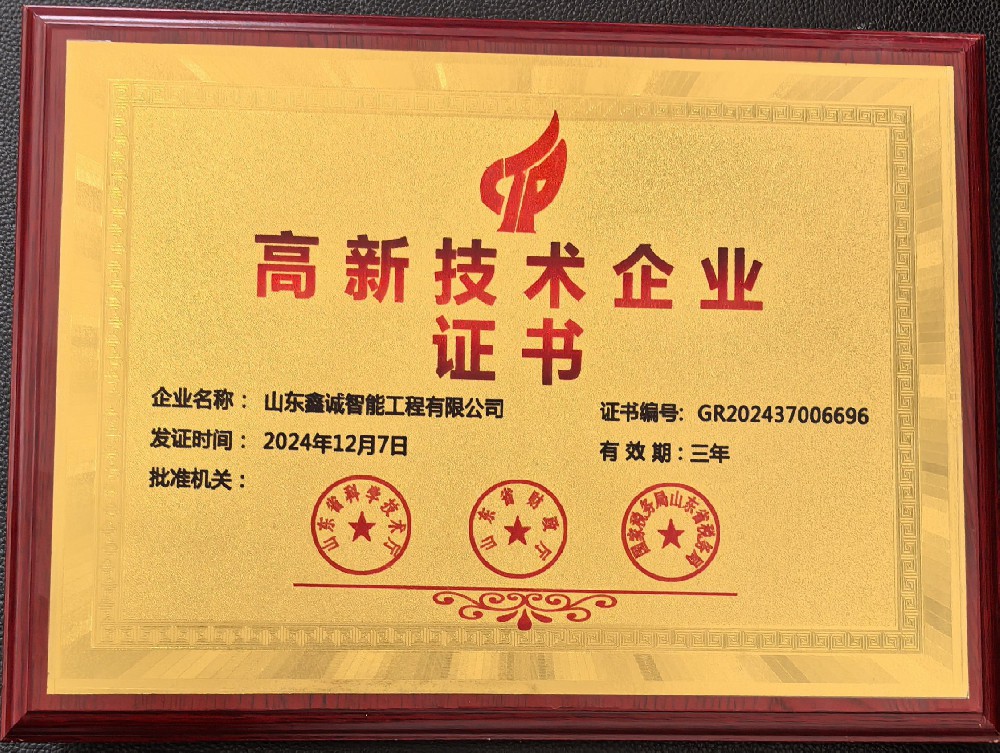 高新技术企业
证书
企业名称：山东鑫诚智能工程有限公司
证书编号：GR202437006696
发证时间：2024年12月7日
有 效 期：三年
批准机关：
山东省科学技术厅
山东省财政厅
国家税务局山东省税务局